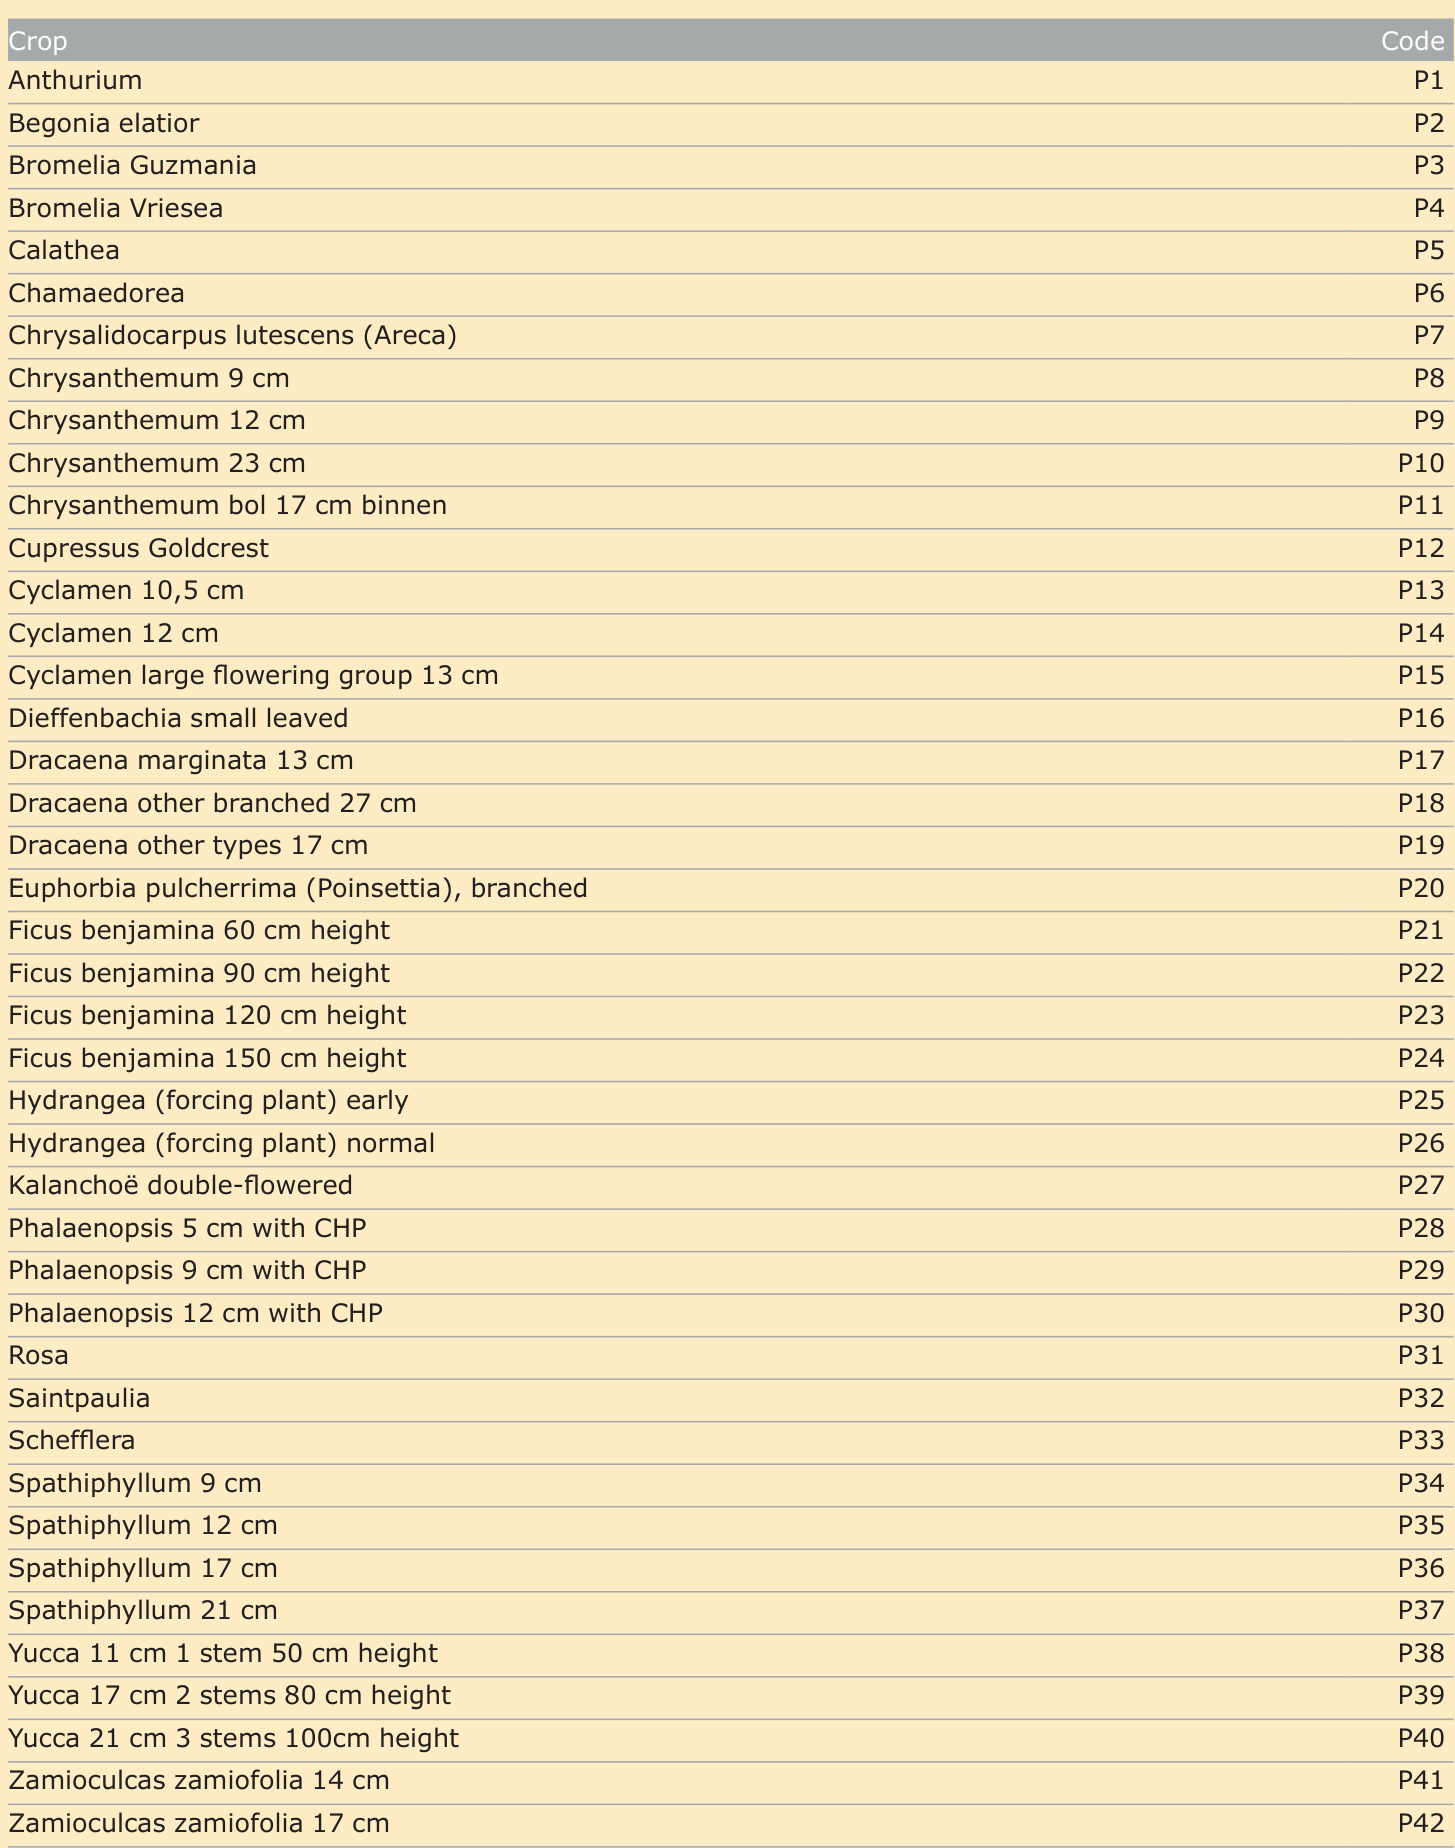 Crop Code
Anthurium P1
Begonia elatior P2
Bromelia Guzmania P3
Bromelia Vriesea P4
Calathea P5
Chamaedorea P6
Chrysalidocarpus lutescens (Areca) P7
Chrysanthemum 9 cm P8
Chrysanthemum 12 cm P9
Chrysanthemum 23 cm P10
Chrysanthemum bol 17 cm binnen P11
Cupressus Goldcrest P12
Cyclamen 10,5 cm P13
Cyclamen 12 cm P14
Cyclamen large flowering group 13 cm P15
Dieffenbachia small leaved P16
Dracaena marginata 13 cm P17
Dracaena other branched 27 cm P18
Dracaena other types 17 cm P19
Euphorbia pulcherrima (Poinsettia), branched P20
Ficus benjamina 60 cm height P21
Ficus benjamina 90 cm height P22
Ficus benjamina 120 cm height P23
Ficus benjamina 150 cm height P24
Hydrangea (forcing plant) early P25
Hydrangea (forcing plant) normal P26
Kalanchoë double-flowered P27
Phalaenopsis 5 cm with CHP P28
Phalaenopsis 9 cm with CHP P29
Phalaenopsis 12 cm with CHP P30
Rosa P31
Saintpaulia P32
Schefflera P33
Spathiphyllum 9 cm P34
Spathiphyllum 12 cm P35
Spathiphyllum 17 cm P36
Spathiphyllum 21 cm P37
Yucca 11 cm 1 stem 50 cm height P38
Yucca 17 cm 2 stems 80 cm height P39
Yucca 21 cm 3 stems 100cm height P40
Zamioculcas zamiofolia 14 cm P41
Zamioculcas zamiofolia 17 cm P42